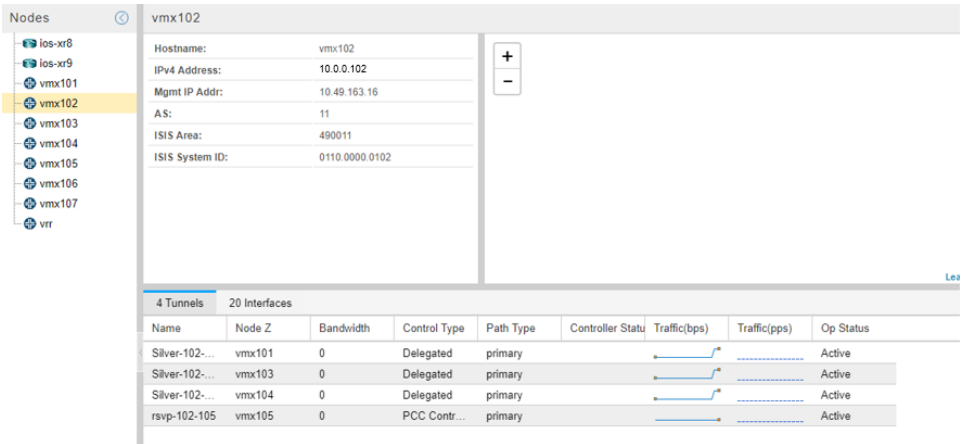 Nodes
vmx102
ios-xr8
ios-xr9
vmx101
vmx102
vmx103
vmx104
vmx105
vmx106
vmx107
vrr
Hostname: vmx102
IPv4 Address: 10.0.0.102
Mgmt IP Addr: 10.49.163.16
AS: 11
ISIS Area: 490011
ISIS System ID: 0110.0000.0102
+
−
Lea
4 Tunnels 20 Interfaces
Name Node Z Bandwidth Control Type Path Type Controller Statu Traffic(bps) Traffic(pps) Op Status
Silver-102-... vmx101 0 Delegated primary Active
Silver-102-... vmx103 0 Delegated primary Active
Silver-102-... vmx104 0 Delegated primary Active
rsvp-102-105 vmx105 0 PCC Contr... primary Active